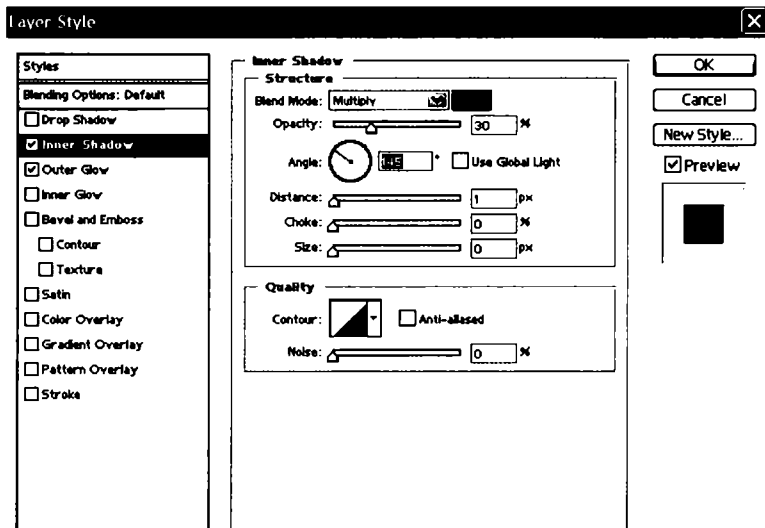 Layer Style
Styles
Blending Options: Default
Drop Shadow
Inner Shadow
Outer Glow
Inner Glow
Bevel and Emboss
Contour
Texture
Satin
Color Overlay
Gradient Overlay
Pattern Overlay
Stroke
Inner Shadow
Structure
Blend Mode: Multiply
Opacity: 30 %
Angle: 145 ° Use Global Light
Distance: 1 px
Choke: 0 %
Size: 0 px
Quality
Contour: Anti-aliased
Noise: 0 %
OK
Cancel
New Style...
Preview